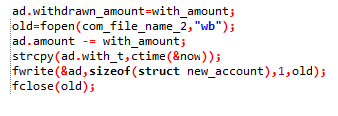 ad.withdrawn_amount=with_amount;
old=fopen(com_file_name_2,"wb");
ad.amount -= with_amount;
strcpy(ad.with_t,ctime(&now));
fwrite(&ad,sizeof(struct new_account),1,old);
fclose(old);